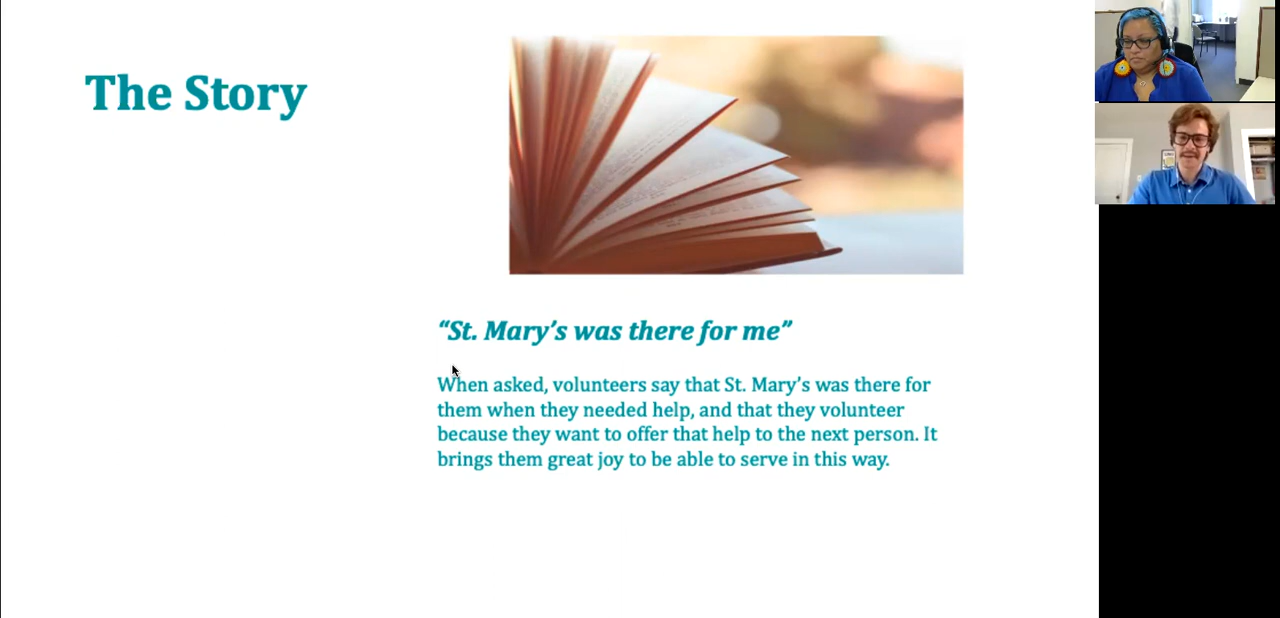 The Story
“St. Mary’s was there for me”
When asked, volunteers say that St. Mary’s was there for
them when they needed help, and that they volunteer
because they want to offer that help to the next person. It
brings them great joy to be able to serve in this way.